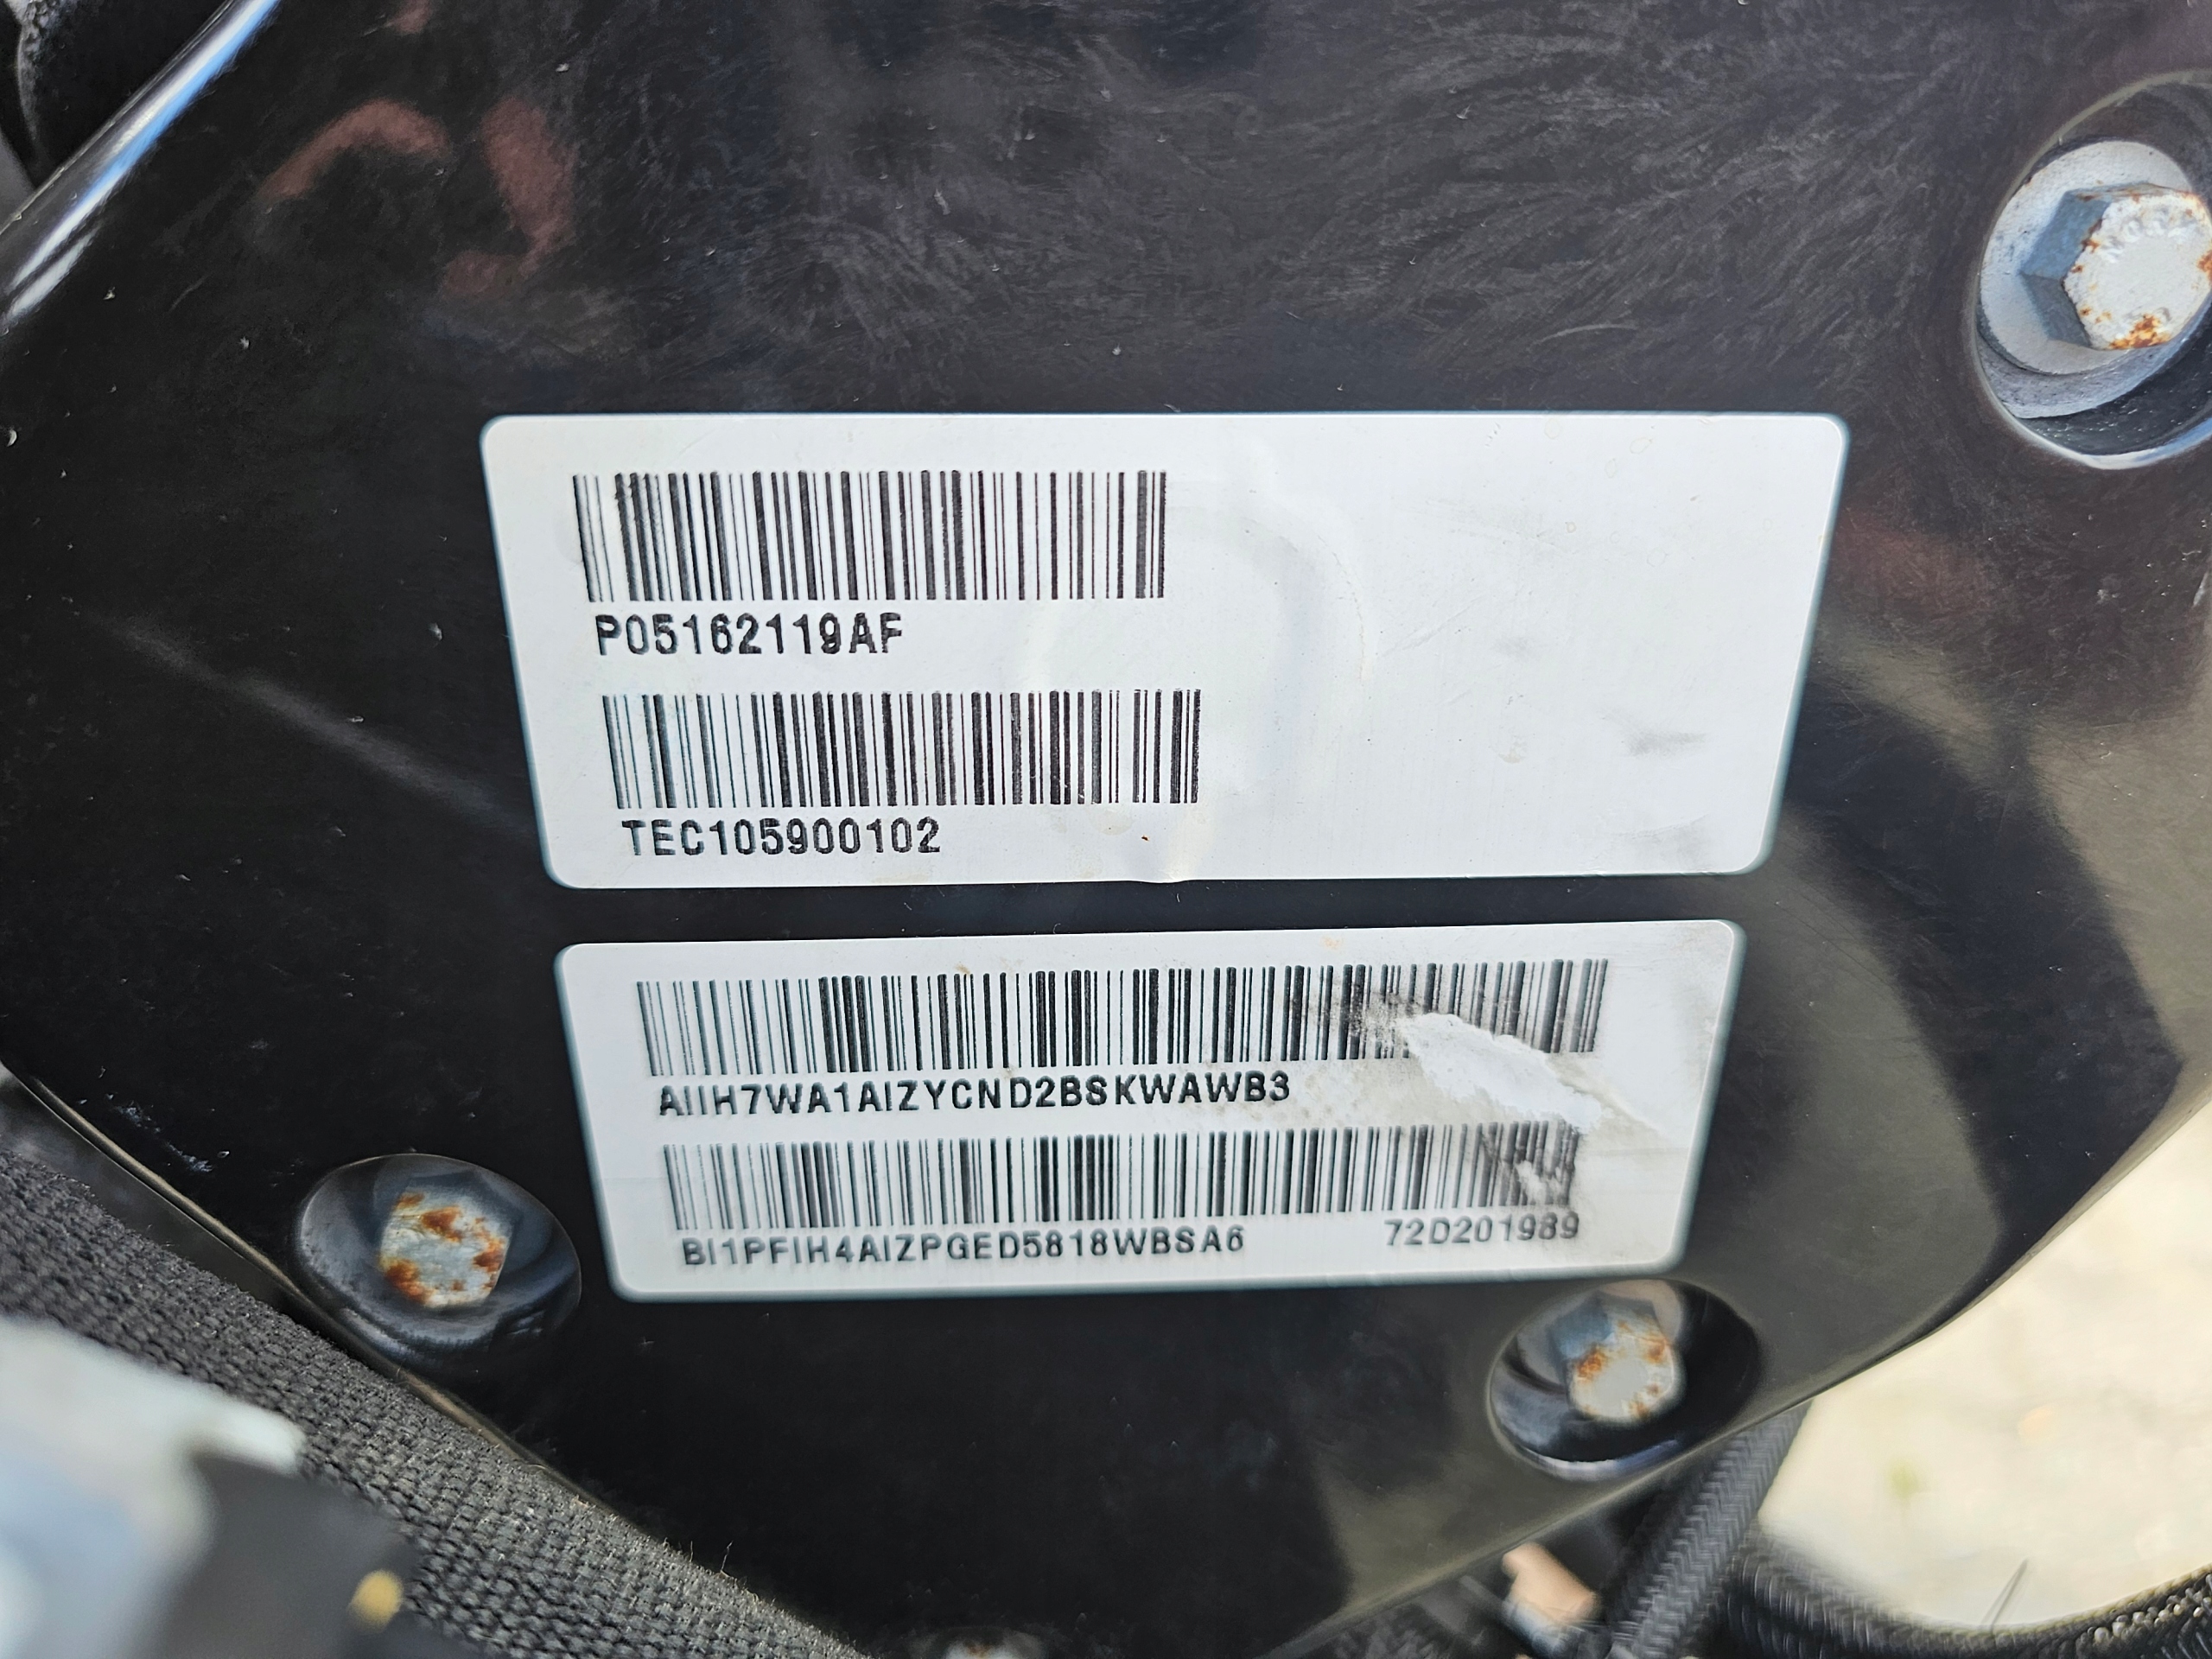 P05162119AF
TEC105900102
AIIH7WA1AIZYCND2BSKWAWB3
BI1PFIH4AIZPGED5818WBSA6 72D201989